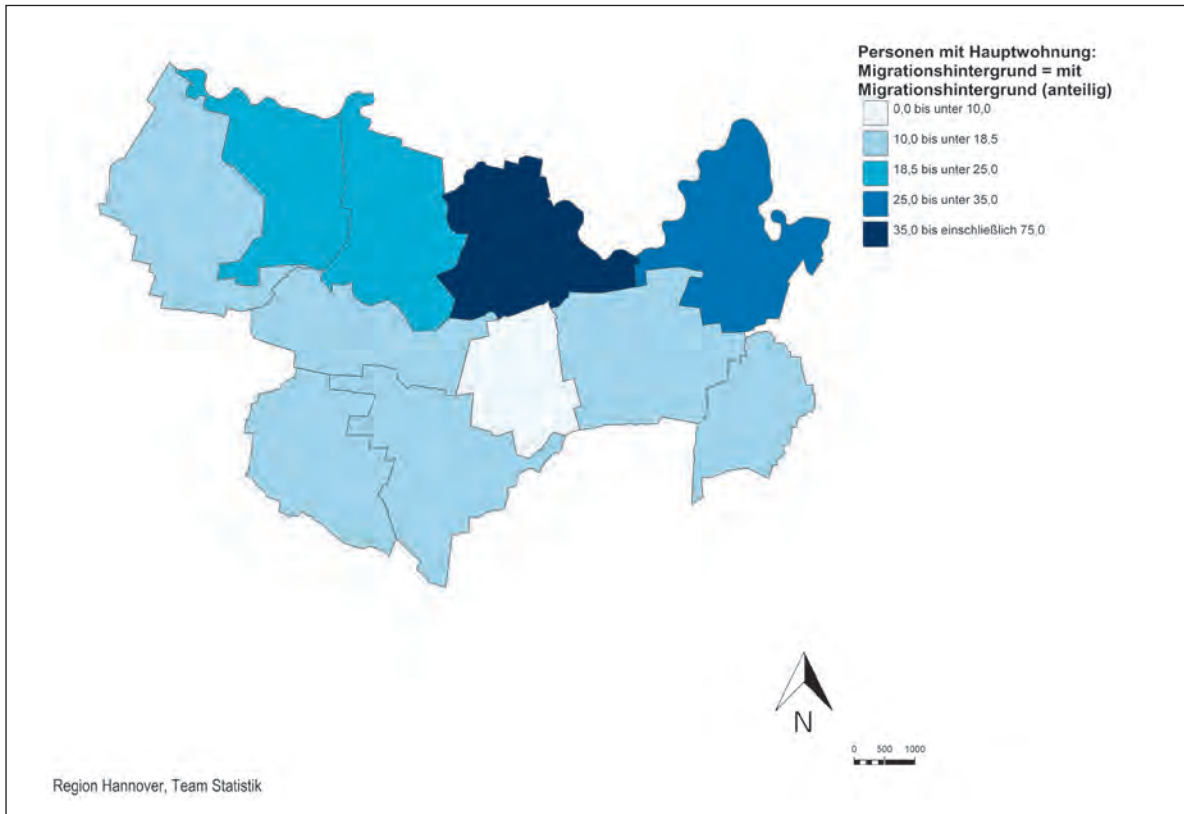 Personen mit Hauptwohnung:
Migrationshintergrund = mit
Migrationshintergrund (anteilig)
0,0 bis unter 10,0
10,0 bis unter 18,5
18,5 bis unter 25,0
25,0 bis unter 35,0
35,0 bis einschließlich 75,0
N
0 500 1000
Region Hannover, Team Statistik